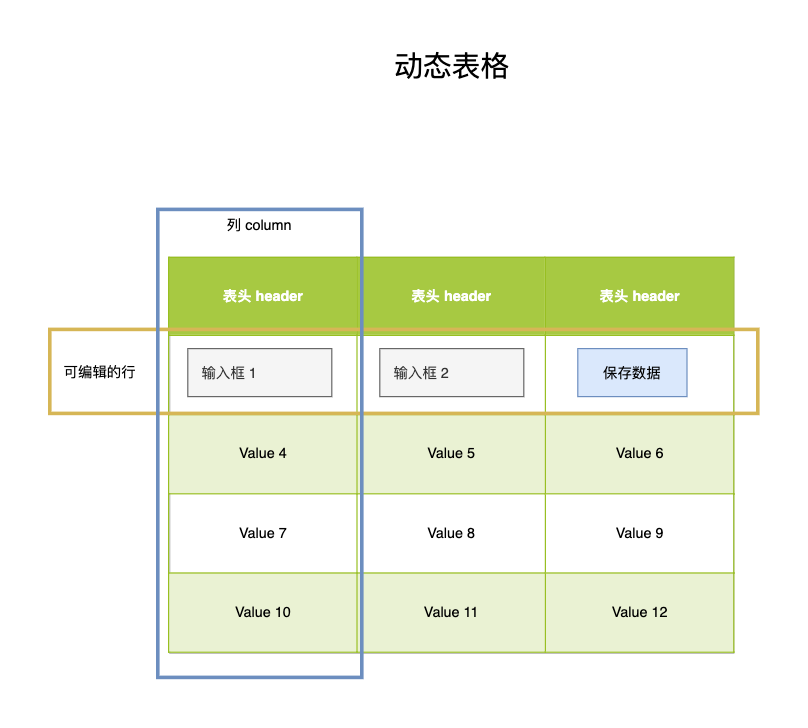 动态表格
列 column
表头 header
表头 header
表头 header
可编辑的行
输入框 1
输入框 2
保存数据
Value 4
Value 5
Value 6
Value 7
Value 8
Value 9
Value 10
Value 11
Value 12